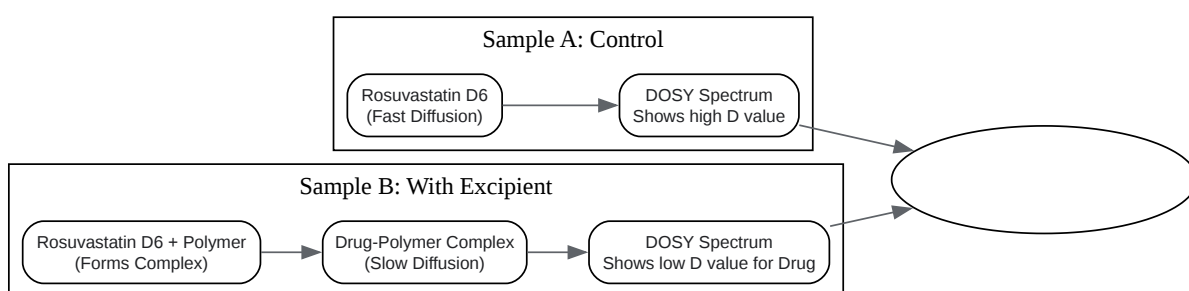 Sample A: Control
Rosuvastatin D6
(Fast Diffusion)
DOSY Spectrum
Shows high D value
Sample B: With Excipient
Rosuvastatin D6 + Polymer
(Forms Complex)
Drug-Polymer Complex
(Slow Diffusion)
DOSY Spectrum
Shows low D value for Drug